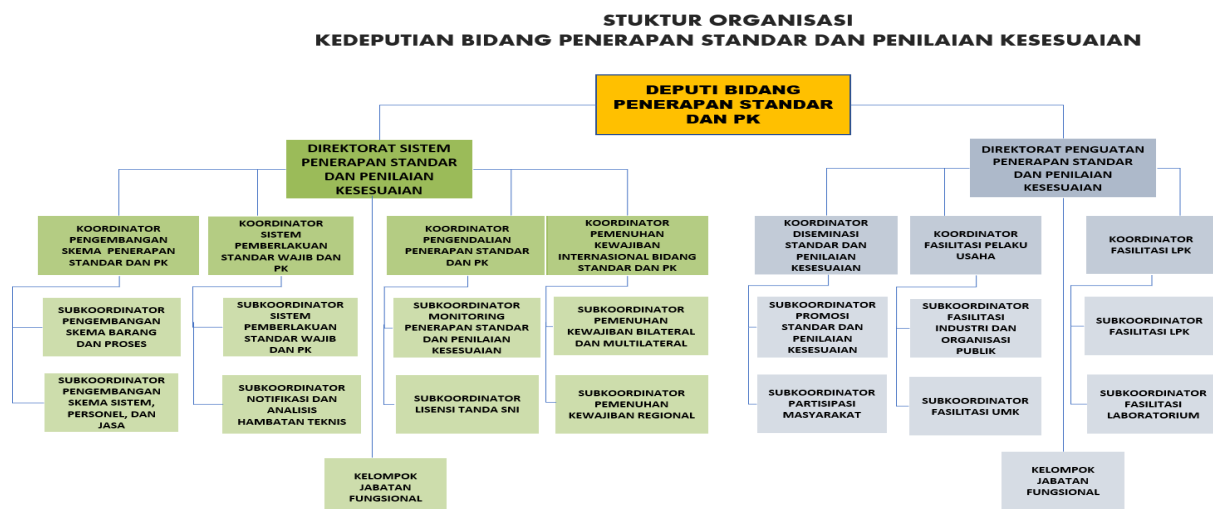 STUKTUR ORGANISASI
KEDEPUTIAN BIDANG PENERAPAN STANDAR DAN PENILAIAN KESESUAIAN
DEPUTI BIDANG
PENERAPAN STANDAR
DAN PK
DIREKTORAT SISTEM
PENERAPAN STANDAR
DAN PENILAIAN
KESESUAIAN
DIREKTORAT PENGUATAN
PENERAPAN STANDAR
DAN PENILAIAN
KESESUAIAN
KOORDINATOR
PENGEMBANGAN
SKEMA PENERAPAN
STANDAR DAN PK
KOORDINATOR
SISTEM
PEMBERLAKUAN
STANDAR WAJIB DAN
PK
KOORDINATOR
PENGENDALIAN
PENERAPAN STANDAR
DAN PK
KOORDINATOR
PEMENUHAN
KEWAJIBAN
INTERNASIONAL BIDANG
STANDAR DAN PK
KOORDINATOR
DISEMINASI
STANDAR DAN
PENILAIAN
KESESUAIAN
KOORDINATOR
FASILITASI PELAKU
USAHA
KOORDINATOR
FASILITASI LPK
SUBKOORDINATOR
PENGEMBANGAN
SKEMA BARANG
DAN PROSES
SUBKOORDINATOR
SISTEM
PEMBERLAKUAN
STANDAR WAJIB
DAN PK
SUBKOORDINATOR
MONITORING
PENERAPAN STANDAR
DAN PENILAIAN
KESESUAIAN
SUBKOORDINATOR
PEMENUHAN
KEWAJIBAN BILATERAL
DAN MULTILATERAL
SUBKOORDINATOR
PROMOSI
STANDAR DAN
PENILAIAN
KESESUAIAN
SUBKOORDINATOR
FASILITASI
INDUSTRI DAN
ORGANISASI
PUBLIK
SUBKOORDINATOR
FASILITASI LPK
SUBKOORDINATOR
PENGEMBANGAN
SKEMA SISTEM,
PERSONEL, DAN
JASA
SUBKOORDINATOR
NOTIFIKASI DAN
ANALISIS
HAMBATAN TEKNIS
SUBKOORDINATOR
LISENSI TANDA SNI
SUBKOORDINATOR
PEMENUHAN
KEWAJIBAN REGIONAL
SUBKOORDINATOR
PARTISIPASI
MASYARAKAT
SUBKOORDINATOR
FASILITASI UMK
SUBKOORDINATOR
FASILITASI
LABORATORIUM
KELOMPOK
JABATAN
FUNGSIONAL
KELOMPOK
JABATAN
FUNGSIONAL